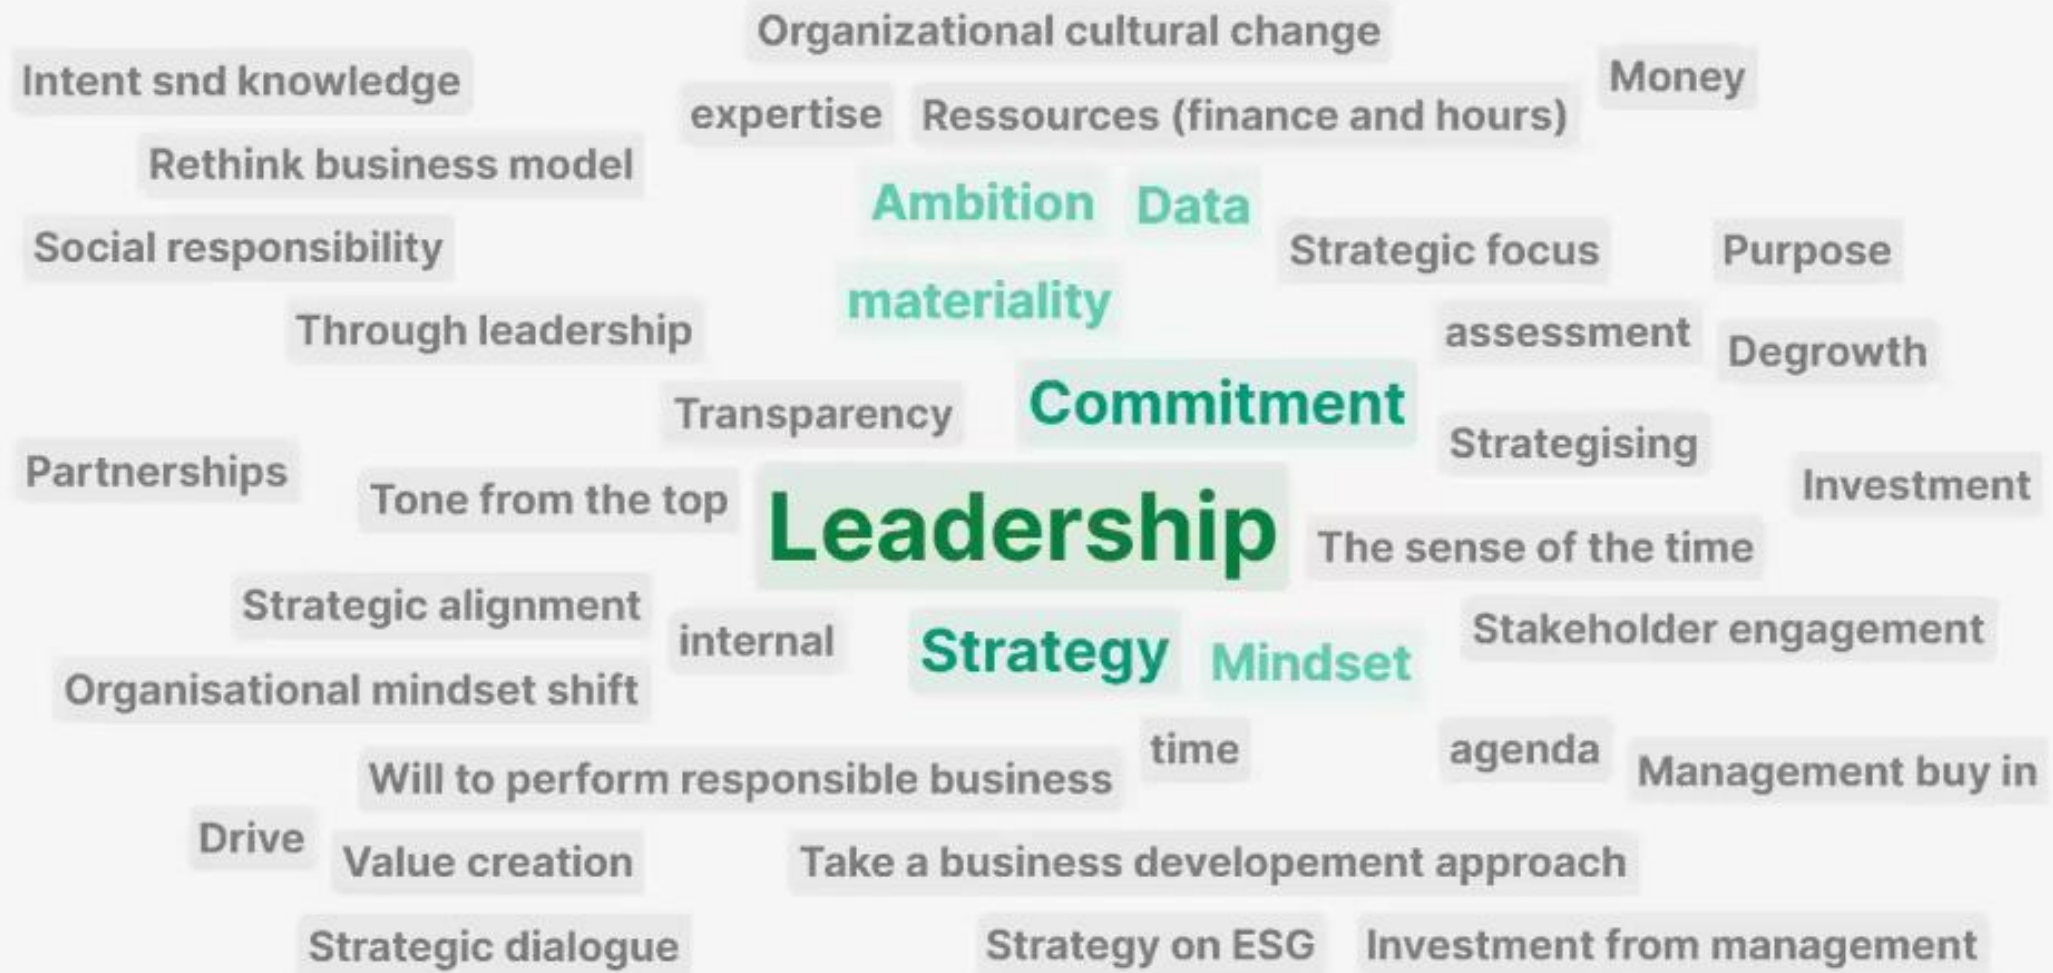 Organizational cultural change
Intent snd knowledge
Money
expertise
Ressources (finance and hours)
Rethink business model
Ambition
Data
Social responsibility
Strategic focus
Purpose
materiality
Through leadership
assessment
Degrowth
Transparency
Commitment
Strategising
Partnerships
Tone from the top
Leadership
Investment
The sense of the time
Strategic alignment
internal
Strategy
Mindset
Stakeholder engagement
Organisational mindset shift
time
agenda
Will to perform responsible business
Management buy in
Drive
Value creation
Take a business developement approach
Strategic dialogue
Strategy on ESG
Investment from management